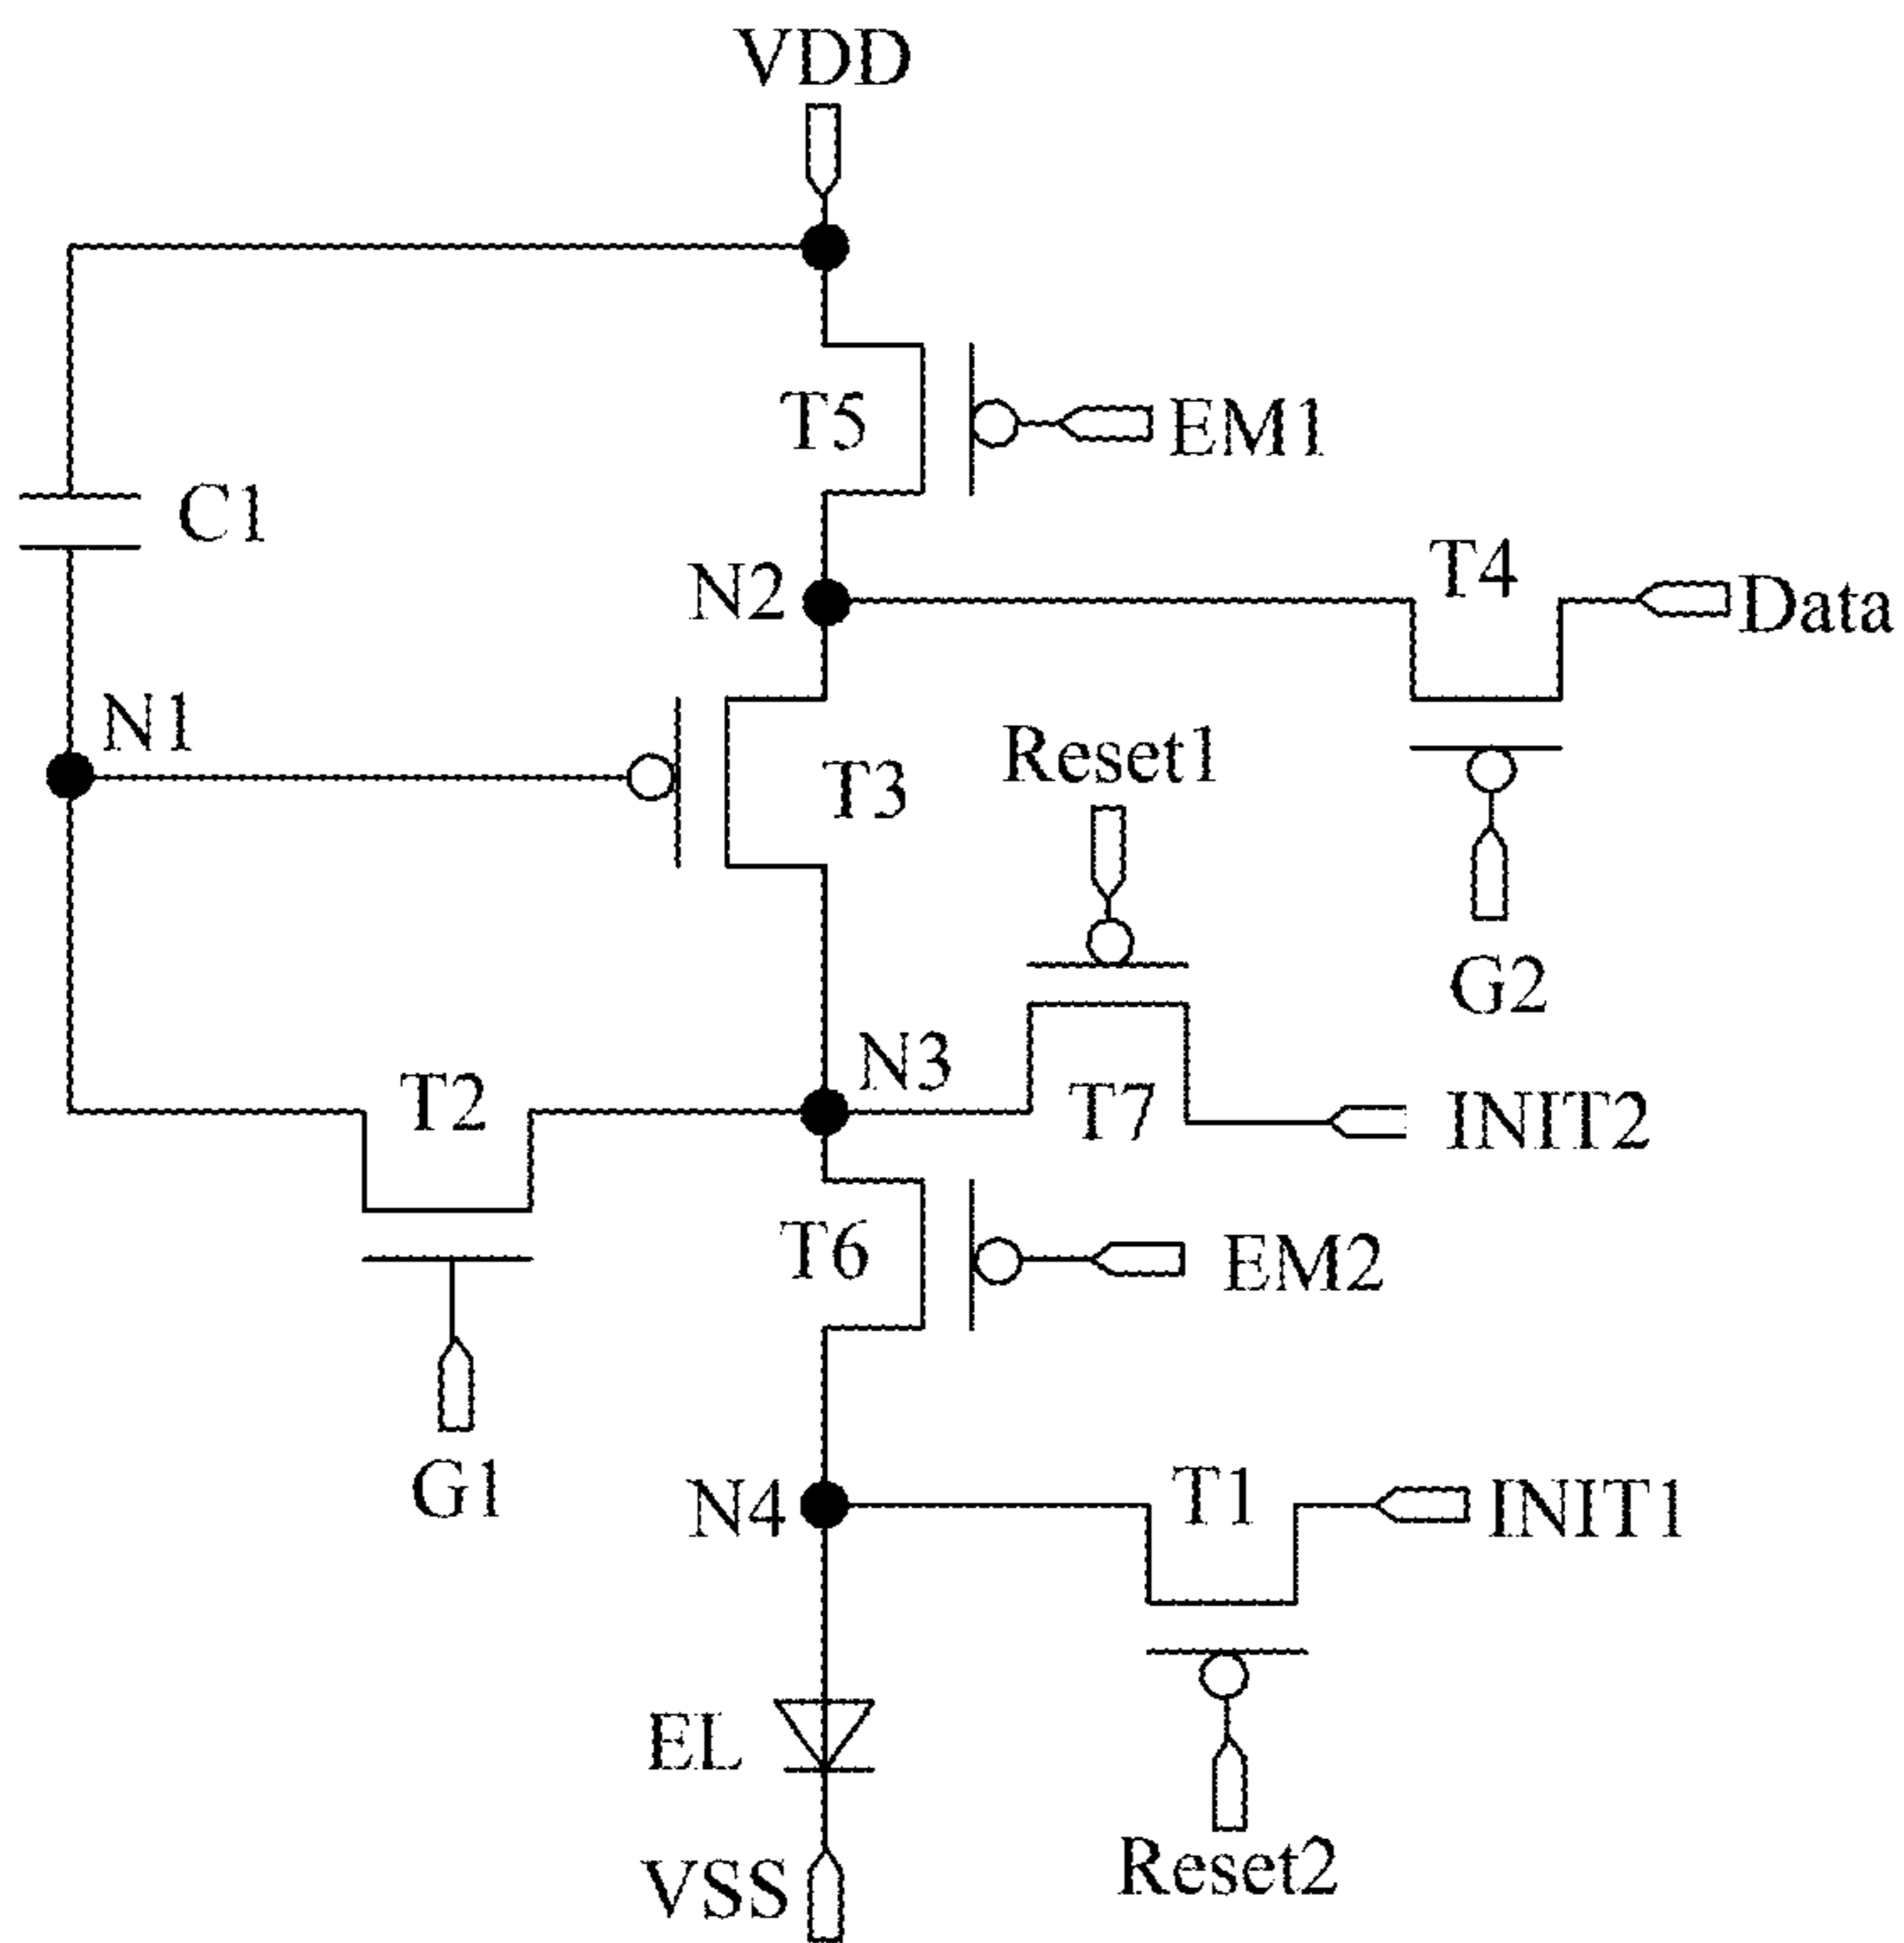 VDD
T5
EM1
C1
N2
T4
Data
N1
T3
Reset1
G2
N3
T2
T7
INIT2
T6
EM2
G1
N4
T1
INIT1
EL
VSS
Reset2